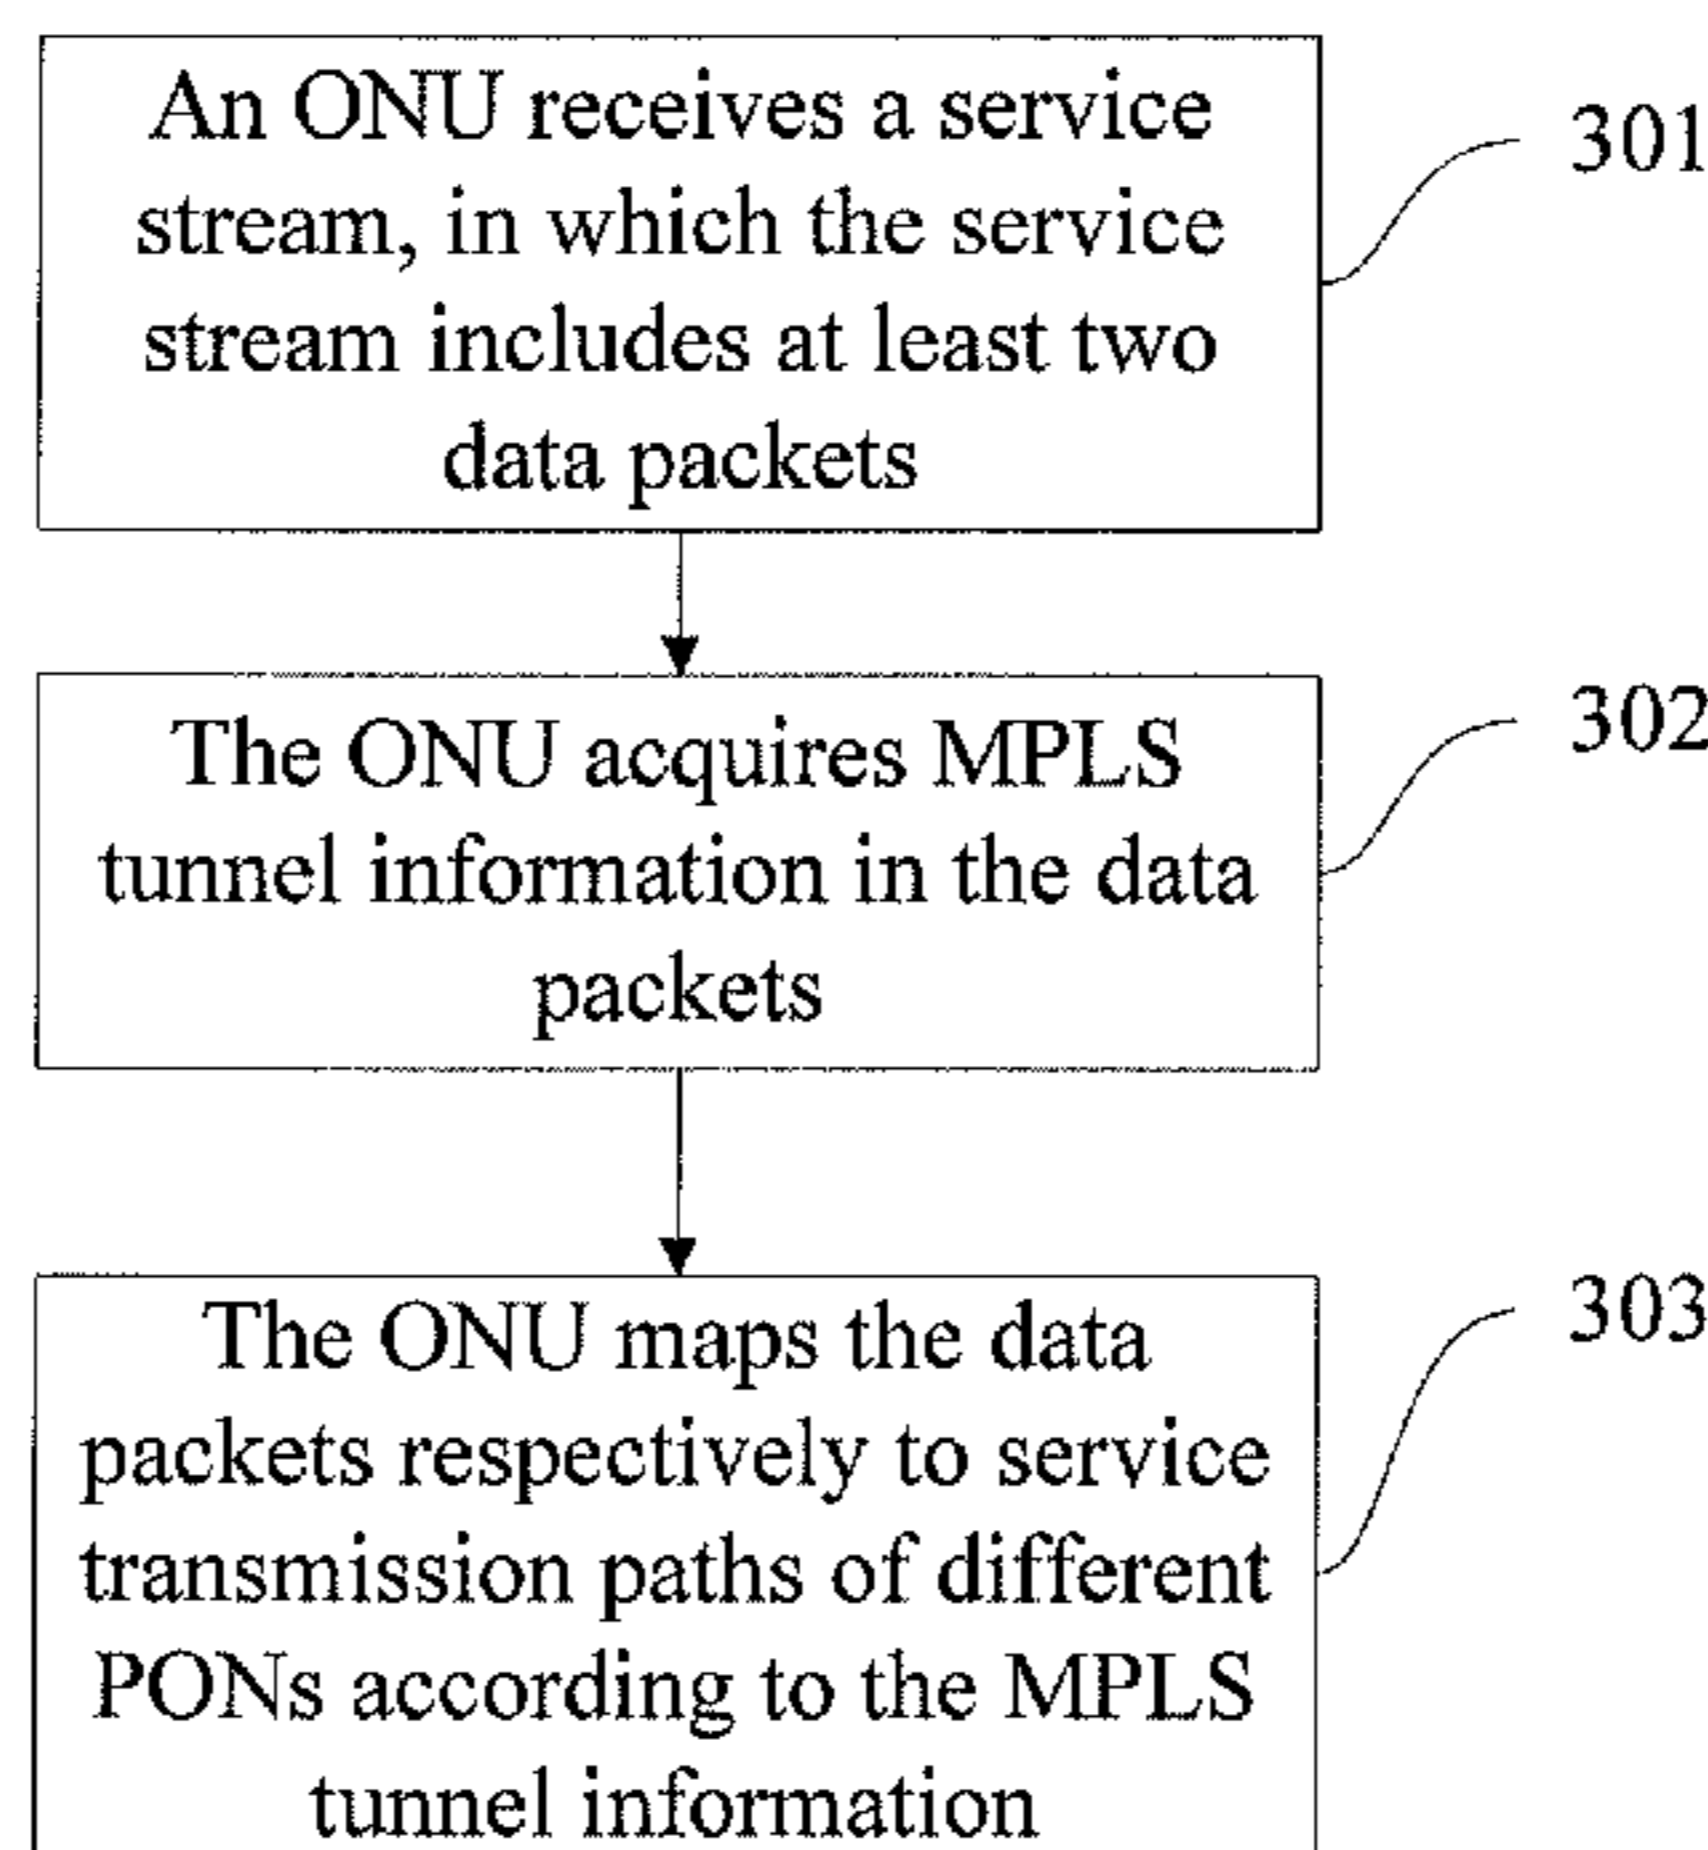 An ONU receives a service
stream, in which the service
stream includes at least two
data packets
301
The ONU acquires MPLS
tunnel information in the data
packets
302
The ONU maps the data
packets respectively to service
transmission paths of different
PONs according to the MPLS
tunnel information
303